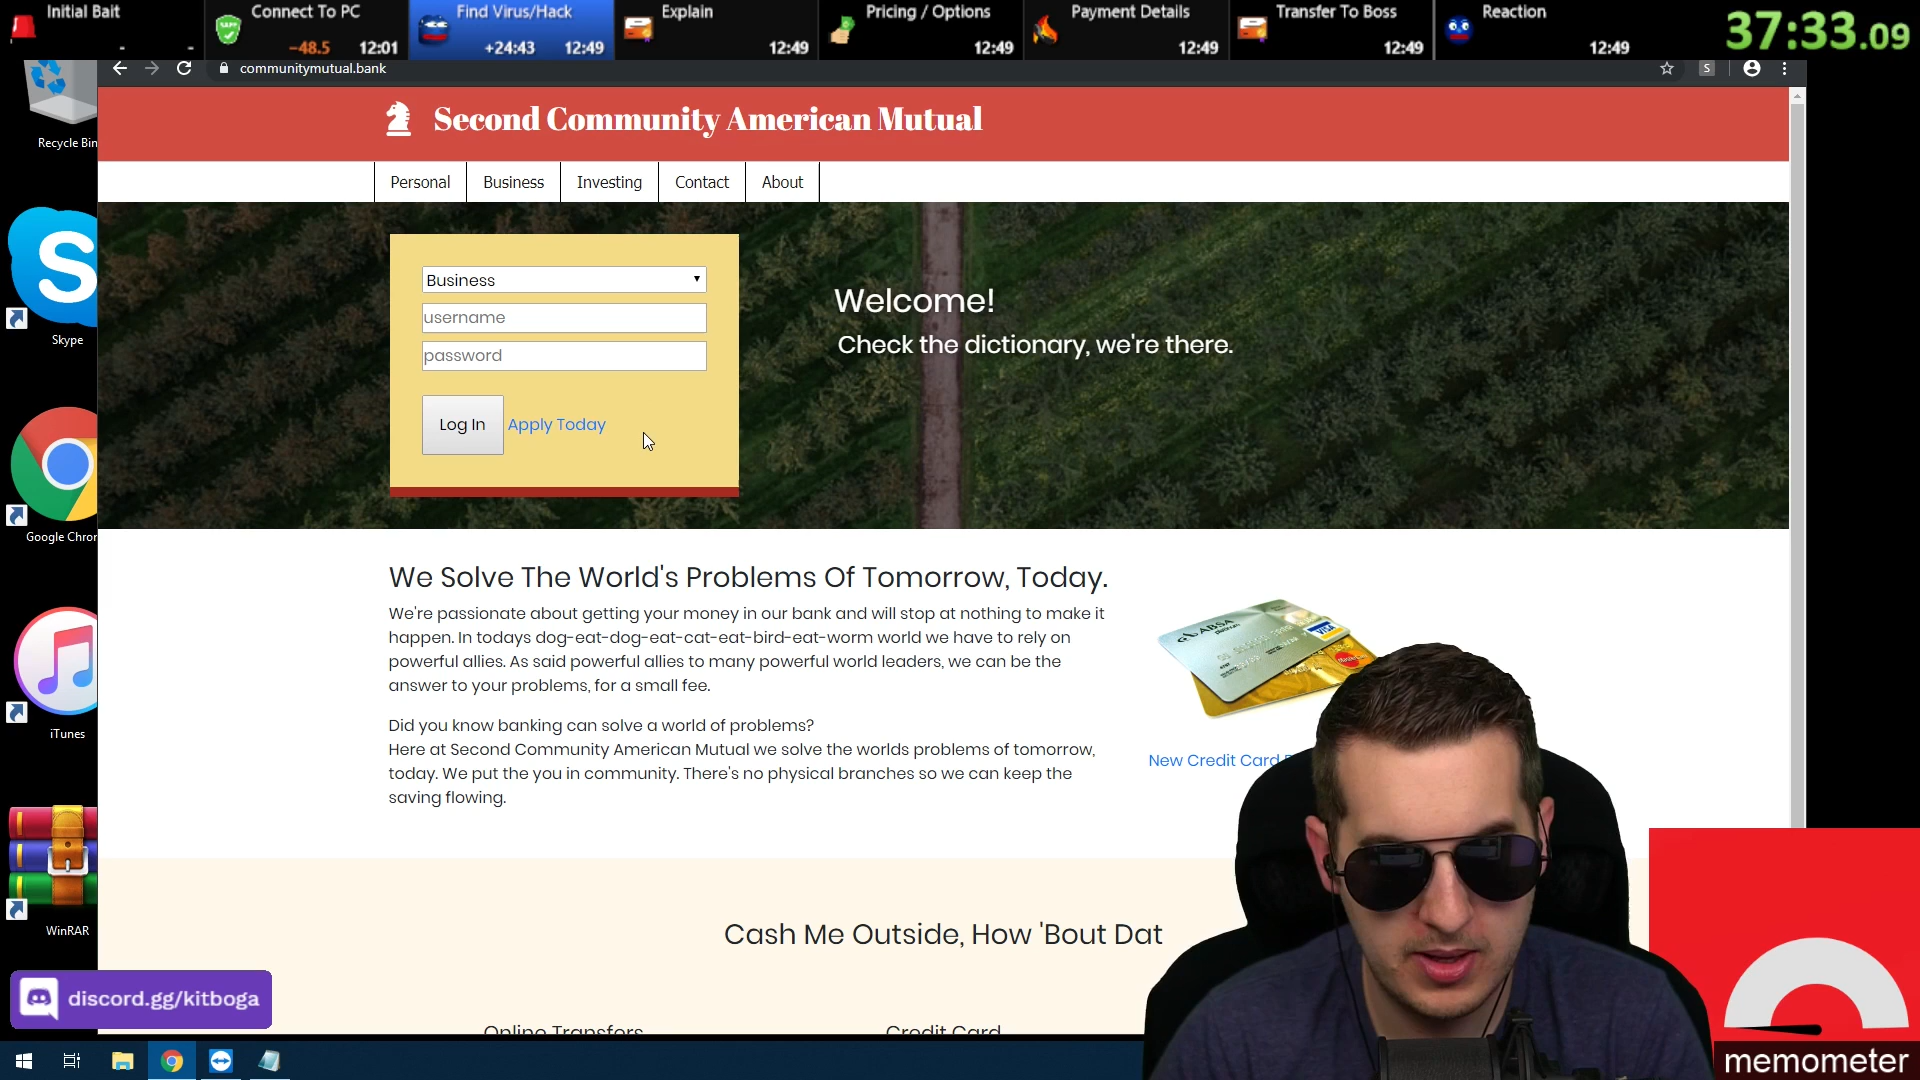 Initial Bait
-
-
Connect To PC
-48.5 12:01
Find Virus/Hack
+24:43 12:49
Explain
12:49
Pricing / Options
12:49
Payment Details
12:49
Transfer To Boss
12:49
Reaction
12:49
37:33.09
communitymutual.bank
S
Recycle Bin
Skype
Google Chrom
iTunes
WinRAR
Second Community American Mutual
Personal
Business
Investing
Contact
About
Business
username
password
Log In
Apply Today
Welcome!
Check the dictionary, we're there.
We Solve The World's Problems Of Tomorrow, Today.
We're passionate about getting your money in our bank and will stop at nothing to make it
happen. In todays dog-eat-dog-eat-cat-eat-bird-eat-worm world we have to rely on
powerful allies. As said powerful allies to many powerful world leaders, we can be the
answer to your problems, for a small fee.
Did you know banking can solve a world of problems?
Here at Second Community American Mutual we solve the worlds problems of tomorrow,
today. We put the you in community. There's no physical branches so we can keep the
saving flowing.
ABSA
VISA
New Credit Card
Cash Me Outside, How 'Bout Dat
Online Transfers
Credit Card
discord.gg/kitboga
memometer